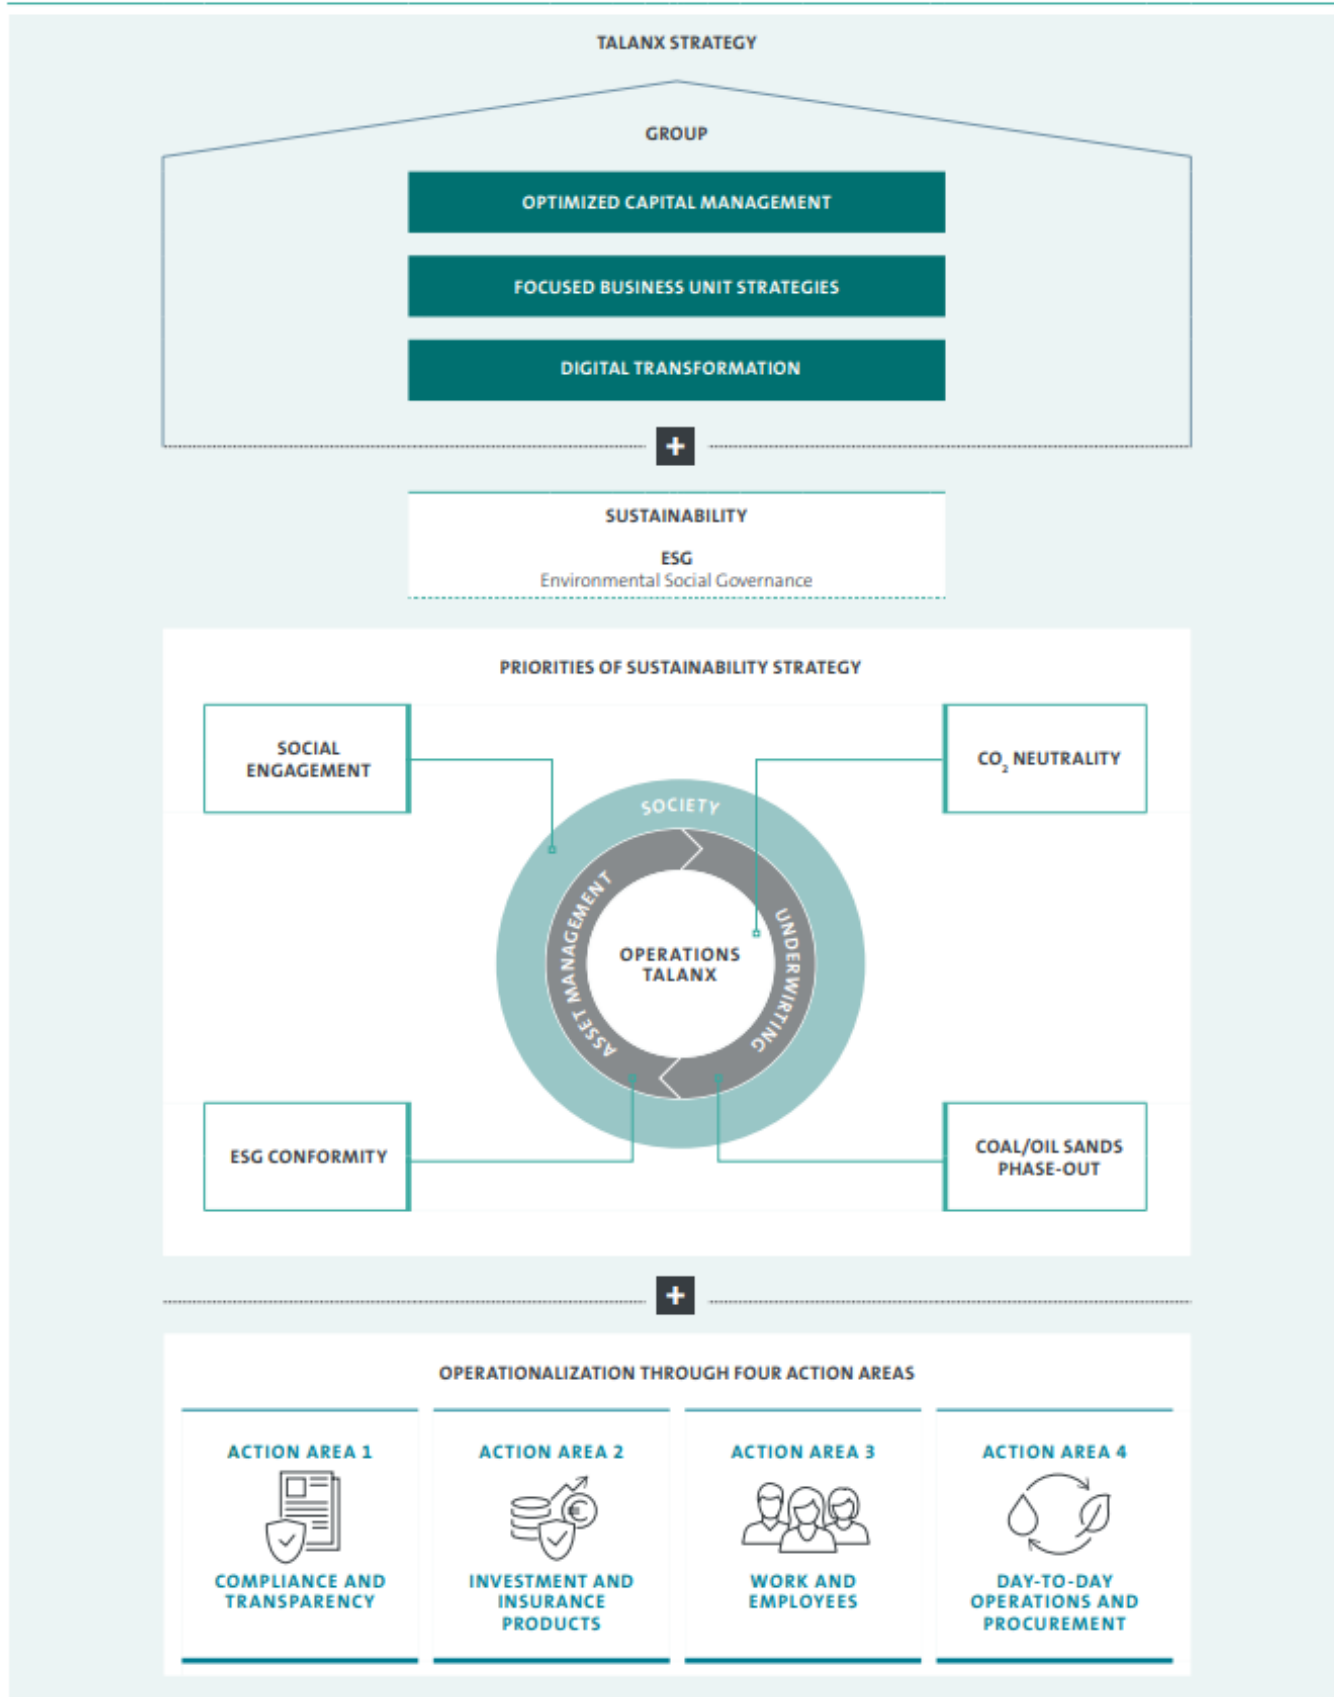 TALANX STRATEGY
GROUP
OPTIMIZED CAPITAL MANAGEMENT
FOCUSED BUSINESS UNIT STRATEGIES
DIGITAL TRANSFORMATION
+
SUSTAINABILITY
ESG
Environmental Social Governance
PRIORITIES OF SUSTAINABILITY STRATEGY
SOCIAL
ENGAGEMENT
CO₂ NEUTRALITY
SOCIETY
ASSET MANAGEMENT
UNDERWIRTING
OPERATIONS
TALANX
ESG CONFORMITY
COAL/OIL SANDS
PHASE-OUT
+
OPERATIONALIZATION THROUGH FOUR ACTION AREAS
ACTION AREA 1
COMPLIANCE AND
TRANSPARENCY
ACTION AREA 2
€
INVESTMENT AND
INSURANCE
PRODUCTS
ACTION AREA 3
WORK AND
EMPLOYEES
ACTION AREA 4
DAY-TO-DAY
OPERATIONS AND
PROCUREMENT